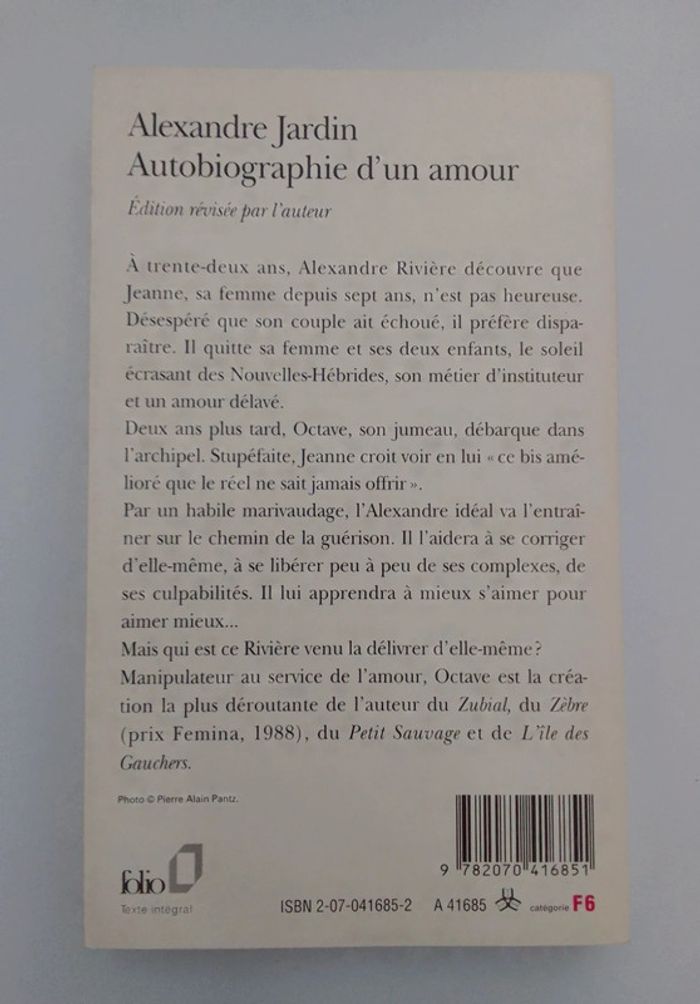 Alexandre Jardin
Autobiographie d'un amour
Édition révisée par l'auteur
À trente-deux ans, Alexandre Rivière découvre que
Jeanne, sa femme depuis sept ans, n'est pas heureuse.
Désespéré que son couple ait échoué, il préfère dispa-
raître. Il quitte sa femme et ses deux enfants, le soleil
écrasant des Nouvelles-Hébrides, son métier d'instituteur
et un amour délavé.
Deux ans plus tard, Octave, son jumeau, débarque dans
l'archipel. Stupéfaite, Jeanne croit voir en lui « ce bis amé-
lioré que le réel ne sait jamais offrir ».
Par un habile marivaudage, l'Alexandre idéal va l'entraî-
ner sur le chemin de la guérison. Il l'aidera à se corriger
d'elle-même, à se libérer peu à peu de ses complexes, de
ses culpabilités. Il lui apprendra à mieux s'aimer pour
aimer mieux...
Mais qui est ce Rivière venu la délivrer d'elle-même ?
Manipulateur au service de l'amour, Octave est la créa-
tion la plus déroutante de l'auteur du Zubial, du Zèbre
(prix Femina, 1988), du Petit Sauvage et de L'île des
Gauchers.
Photo © Pierre Alain Pantz.
9 782070 416851
folio
Texte intégral
ISBN 2-07-041685-2 A 41685 catégorie F6